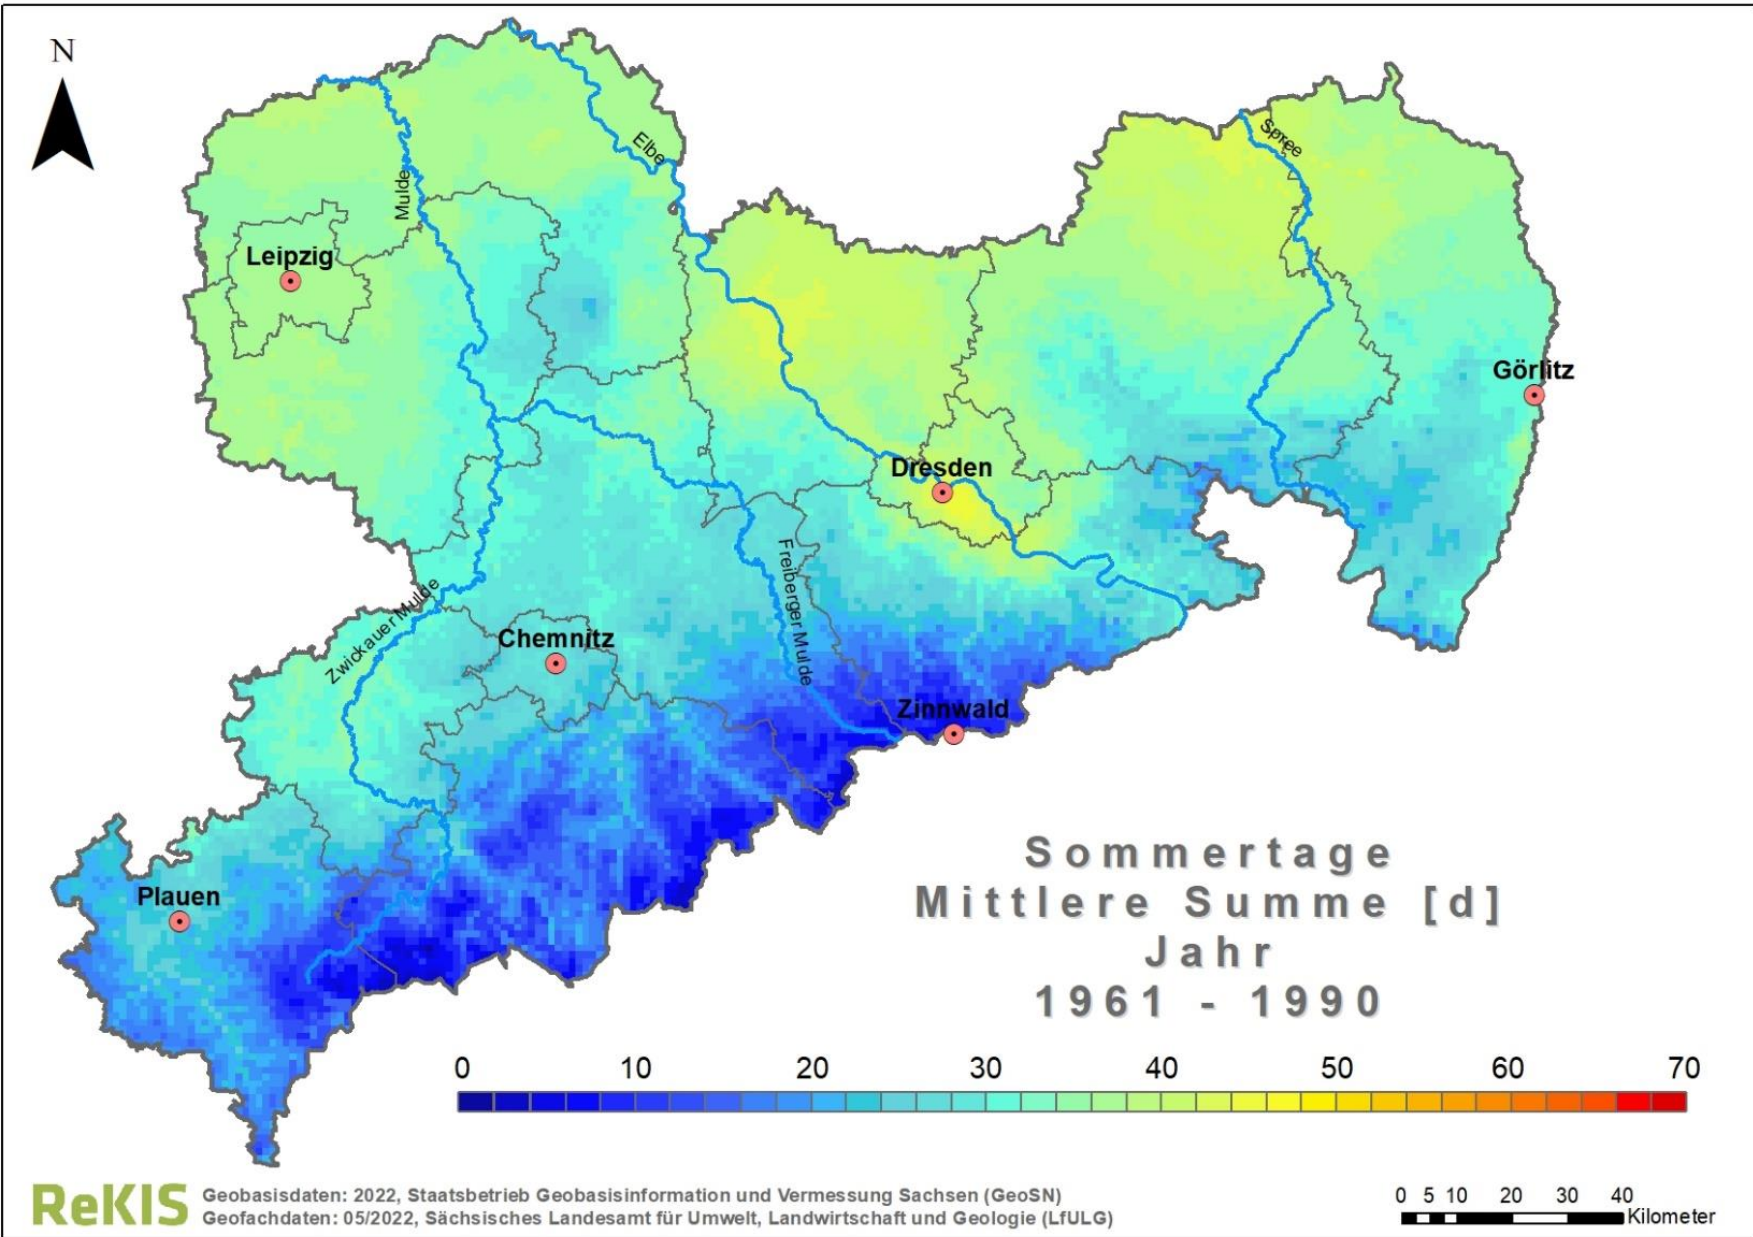 N
Elbe
Spree
Mulde
Leipzig
Görlitz
Dresden
Freiberger Mulde
Zwickauer Mulde
Chemnitz
Zinnwald
Plauen
Sommertage
Mittlere Summe [d]
Jahr
1961 - 1990
0 10 20 30 40 50 60 70
ReKIS
Geobasisdaten: 2022, Staatsbetrieb Geobasisinformation und Vermessung Sachsen (GeoSN)
Geofachdaten: 05/2022, Sächsisches Landesamt für Umwelt, Landwirtschaft und Geologie (LfULG)
0 5 10 20 30 40
Kilometer